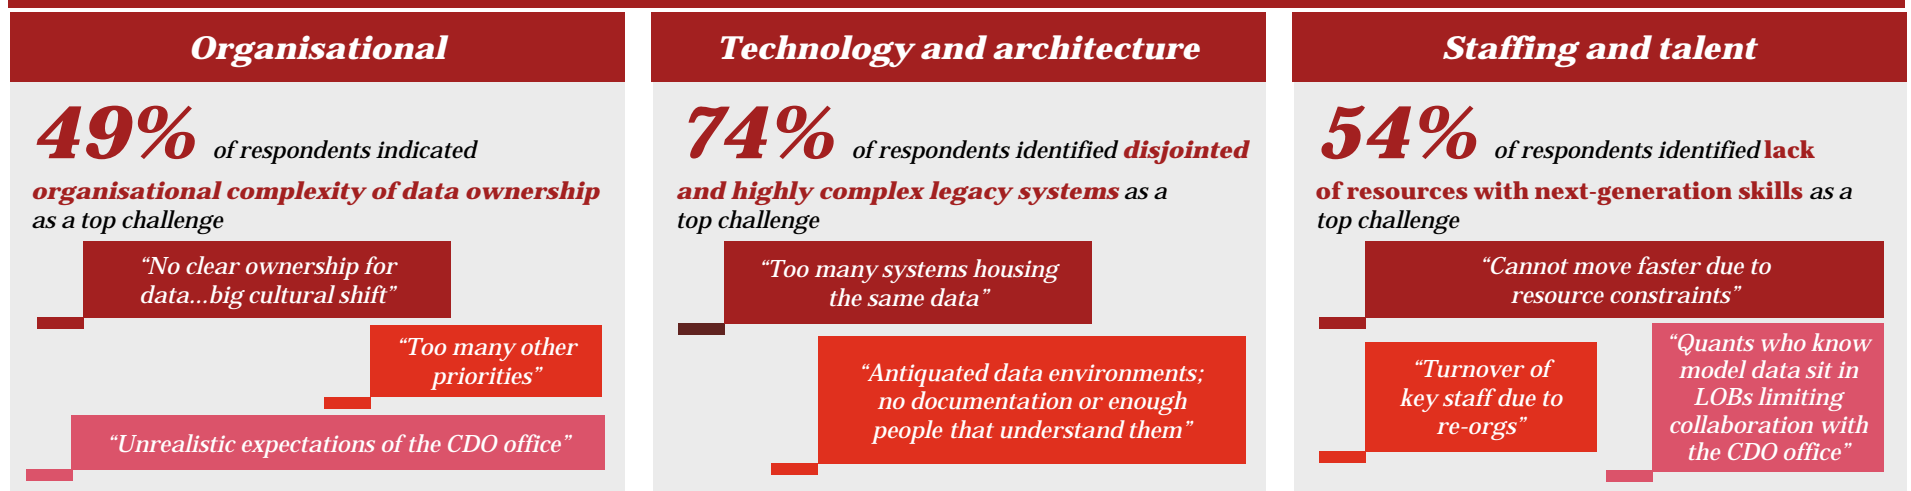 Organisational
49% of respondents indicated
organisational complexity of data ownership
as a top challenge
“No clear ownership for
data...big cultural shift”
“Too many other
priorities”
“Unrealistic expectations of the CDO office”
Technology and architecture
74% of respondents identified disjointed
and highly complex legacy systems as a
top challenge
“Too many systems housing
the same data”
“Antiquated data environments;
no documentation or enough
people that understand them”
Staffing and talent
54% of respondents identified lack
of resources with next-generation skills as a
top challenge
“Cannot move faster due to
resource constraints”
“Turnover of
key staff due to
re-orgs”
“Quants who know
model data sit in
LOBs limiting
collaboration with
the CDO office”